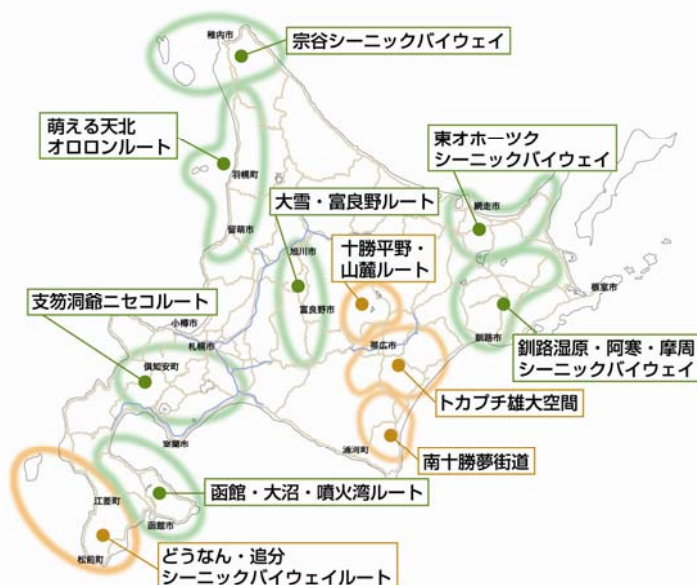 稚内市
宗谷シーニックバイウェイ
萌える天北
オロロンルート
羽幌町
留萌市
東オホーツク
シーニックバイウェイ
網走市
大雪・富良野ルート
旭川市
富良野市
十勝平野・
山麓ルート
根室市
支笏洞爺ニセコルート
小樽市
札幌市
倶知安町
釧路市
釧路湿原・阿寒・摩周
シーニックバイウェイ
帯広市
トカプチ雄大空間
浦河町
南十勝夢街道
室蘭市
函館・大沼・噴火湾ルート
江差町
函館市
松前町
どうなん・追分
シーニックバイウェイルート